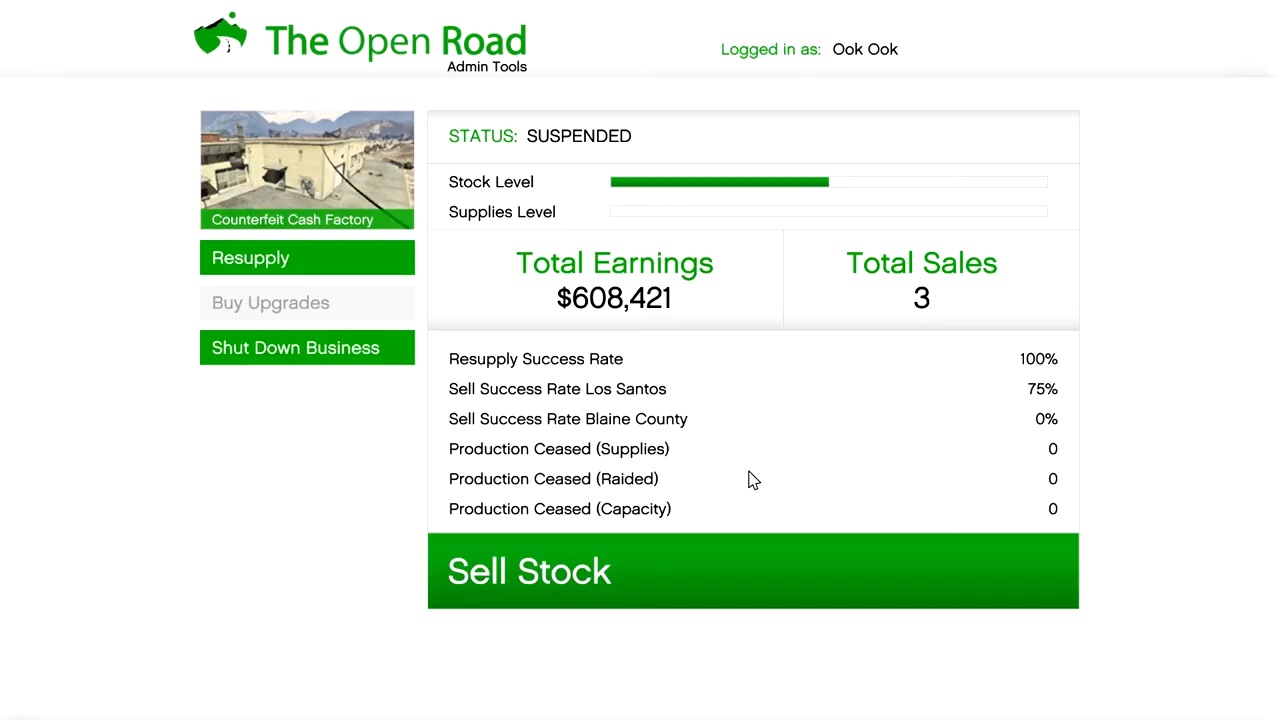 The Open Road
Admin Tools
Logged in as: Ook Ook
Counterfeit Cash Factory
Resupply
Buy Upgrades
Shut Down Business
STATUS: SUSPENDED
Stock Level
Supplies Level
Total Earnings
$608,421
Total Sales
3
Resupply Success Rate 100%
Sell Success Rate Los Santos 75%
Sell Success Rate Blaine County 0%
Production Ceased (Supplies) 0
Production Ceased (Raided) 0
Production Ceased (Capacity) 0
Sell Stock